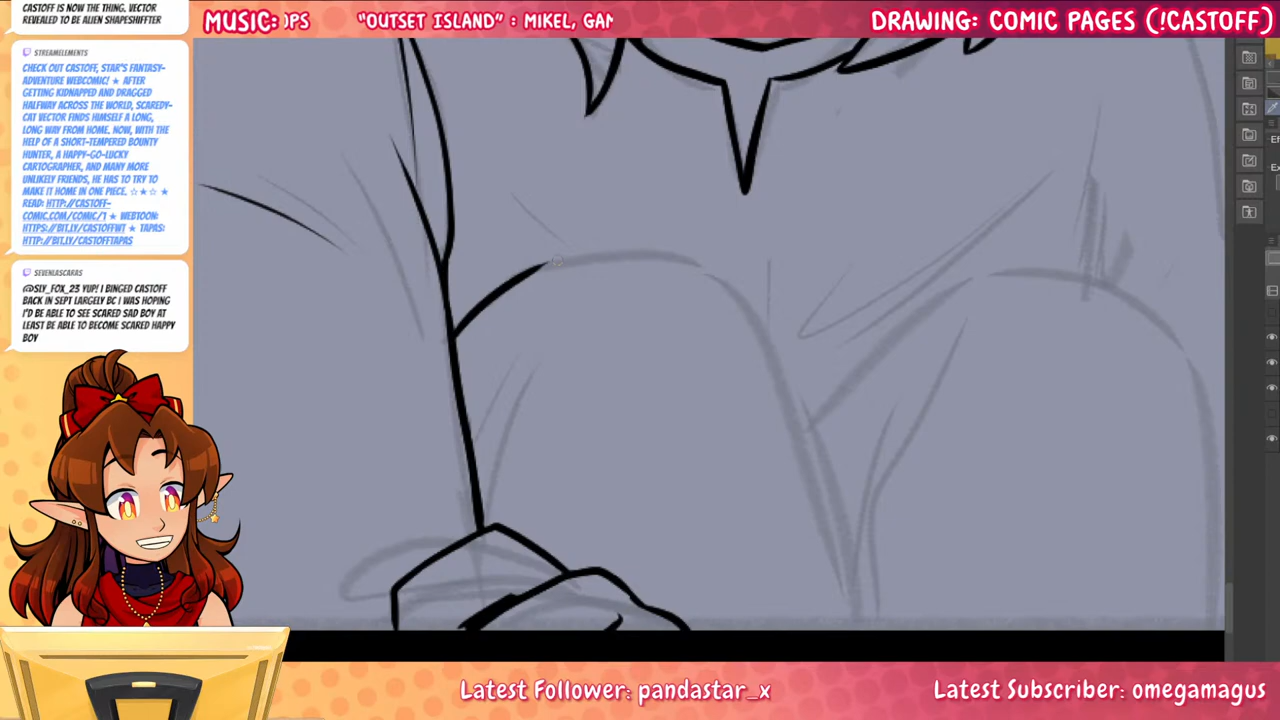 CASTOFF IS NOW THE THING. VECTOR
REVEALED TO BE ALIEN SHAPESHIFFTER
STREAMELEMENTS
CHECK OUT CASTOFF, STAR'S FANTASY-
ADVENTURE WEBCOMIC! ★ AFTER
GETTING KIDNAPPED AND DRAGGED
HALFWAY ACROSS THE WORLD, SCAREDY-
CAT VECTOR FINDS HIMSELF A LONG,
LONG WAY FROM HOME. NOW, WITH THE
HELP OF A SHORT-TEMPERED BOUNTY
HUNTER, A HAPPY-GO-LUCKY
CARTOGRAPHER, AND MANY MORE
UNLIKELY FRIENDS, HE HAS TO TRY TO
MAKE IT HOME IN ONE PIECE. ☆★☆ ★
READ: HTTP://CASTOFF-
COMIC.COM/COMIC/1 ★ WEBTOON:
HTTPS://BIT.LY/CASTOFFWT ★ TAPAS:
HTTP://BIT.LY/CASTOFFTAPAS
SEVENLASCARAS
@SLY_FOX_23 YUP! I BINGED CASTOFF
BACK IN SEPT LARGELY BC I WAS HOPING
I'D BE ABLE TO SEE SCARED SAD BOY AT
LEAST BE ABLE TO BECOME SCARED HAPPY
BOY
MUSIC: OPS "OUTSET ISLAND" : MIKEL, GAM
DRAWING: COMIC PAGES (!CASTOFF)
Latest Follower: pandastar_x
Latest Subscriber: omegamagus